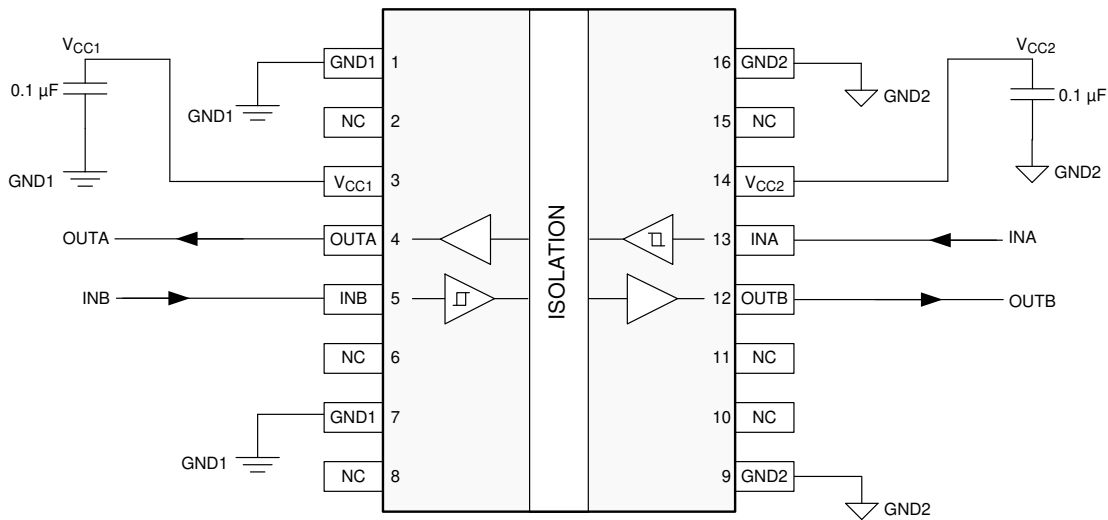 VCC1
VCC2
GND1 1
16 GND2
0.1 µF
0.1 µF
GND1
GND2
NC 2
15 NC
GND1
VCC1 3
14 VCC2
GND2
OUTA
OUTA 4
13 INA
INA
INB
INB 5
12 OUTB
OUTB
ISOLATION
NC 6
11 NC
GND1 7
10 NC
GND1
NC 8
9 GND2
GND2